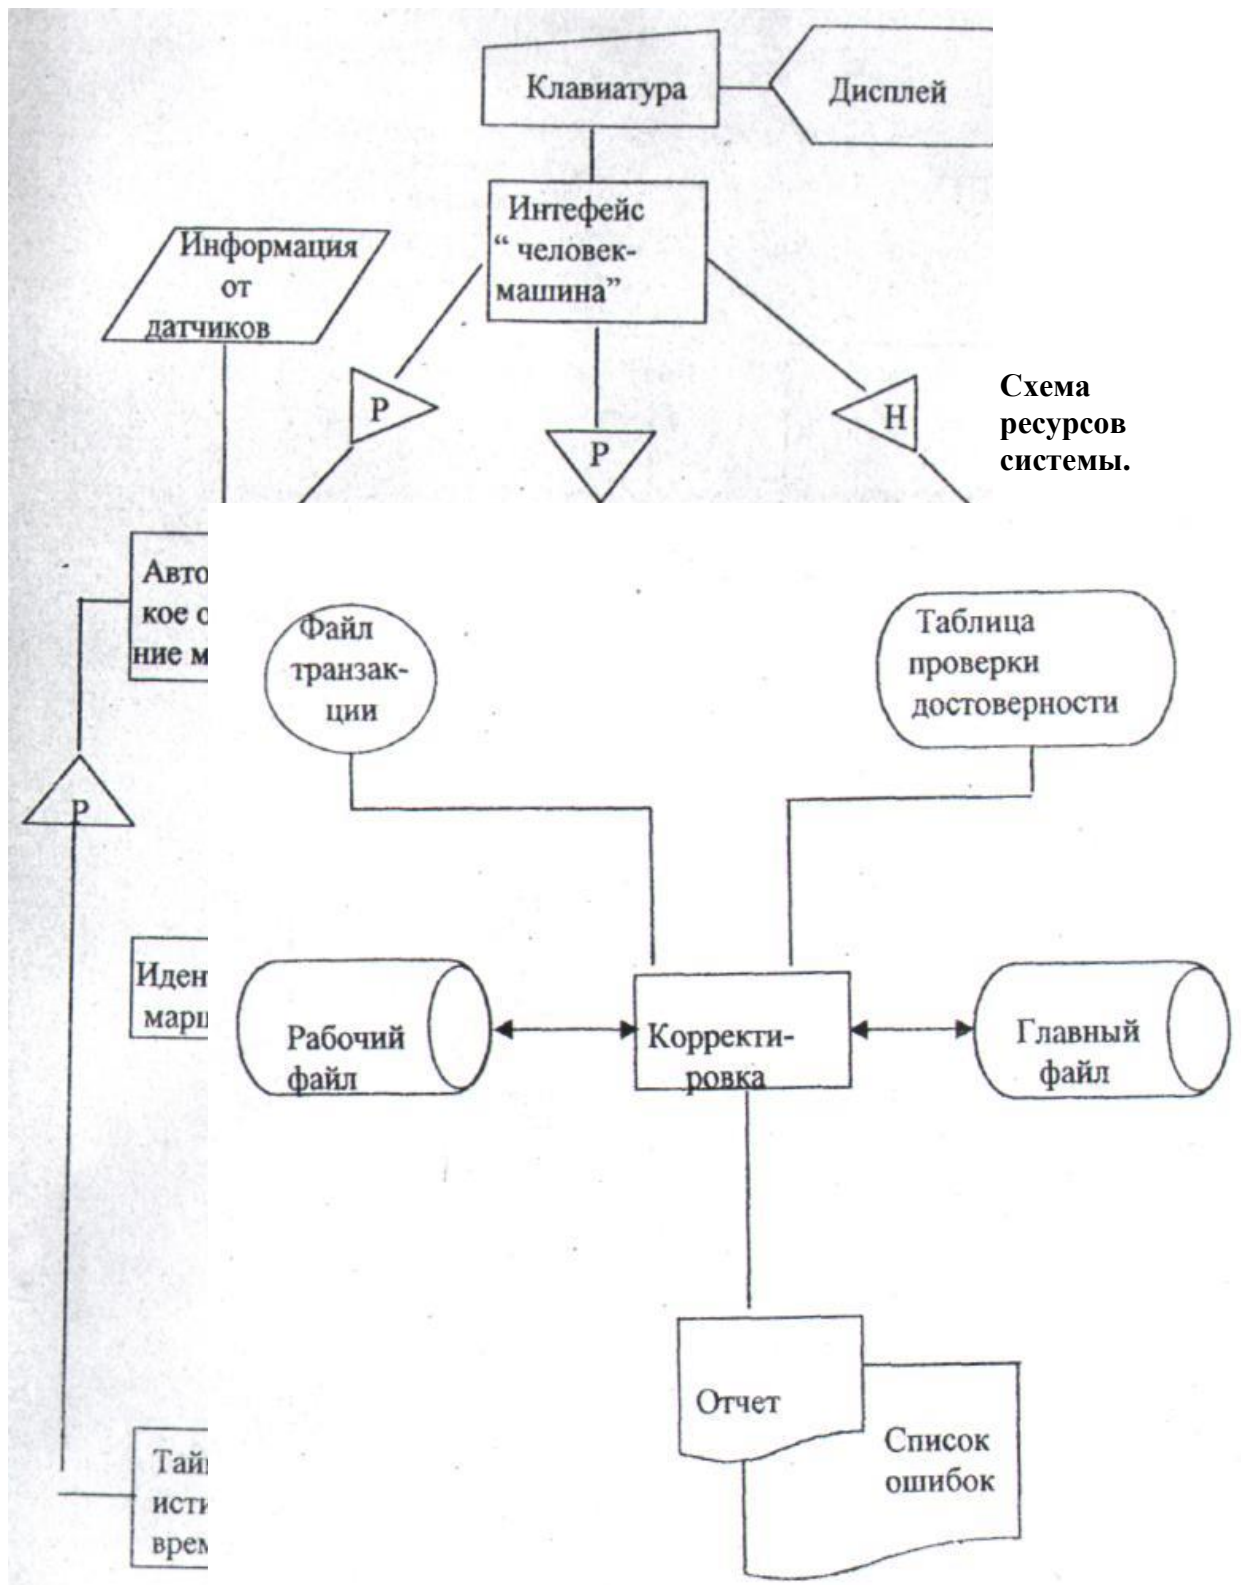 Клавиатура
Дисплей
Интефейс
“ человек-
машина”
Информация
от
датчиков
Р
Р
Н
Схема
ресурсов
системы.
Р
Файл
транзак-
ции
Таблица
проверки
достоверности
Рабочий
файл
Корректи-
ровка
Главный
файл
Отчет
Список
ошибок